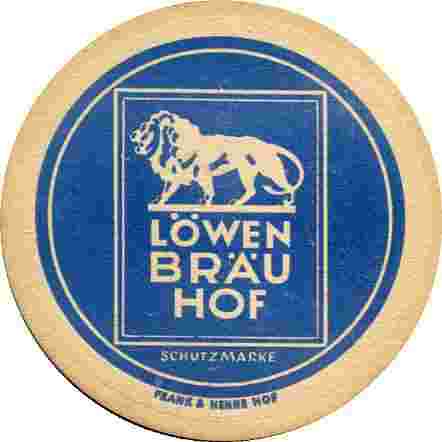 LÖWEN
BRÄU
HOF
SCHUTZMARKE
FRANK & HENNE HOF